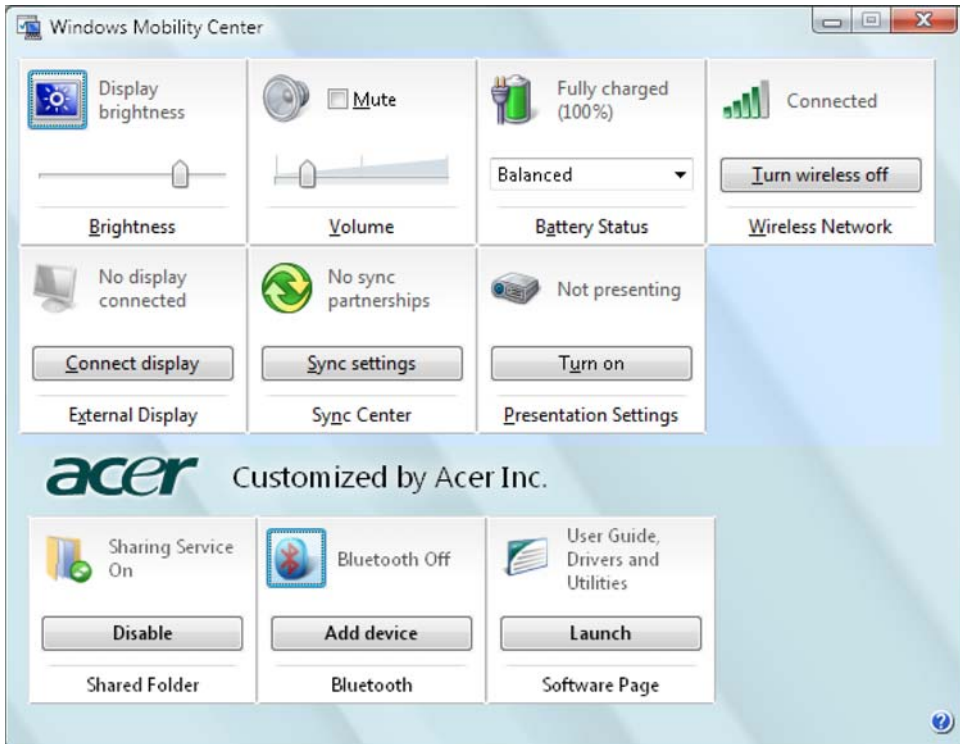 Windows Mobility Center
Display
brightness
Brightness
Mute
Volume
Fully charged
(100%)
Balanced
Battery Status
Connected
Turn wireless off
Wireless Network
No display
connected
Connect display
External Display
No sync
partnerships
Sync settings
Sync Center
Not presenting
Turn on
Presentation Settings
acer Customized by Acer Inc.
Sharing Service
On
Disable
Shared Folder
Bluetooth Off
Add device
Bluetooth
User Guide,
Drivers and
Utilities
Launch
Software Page
?